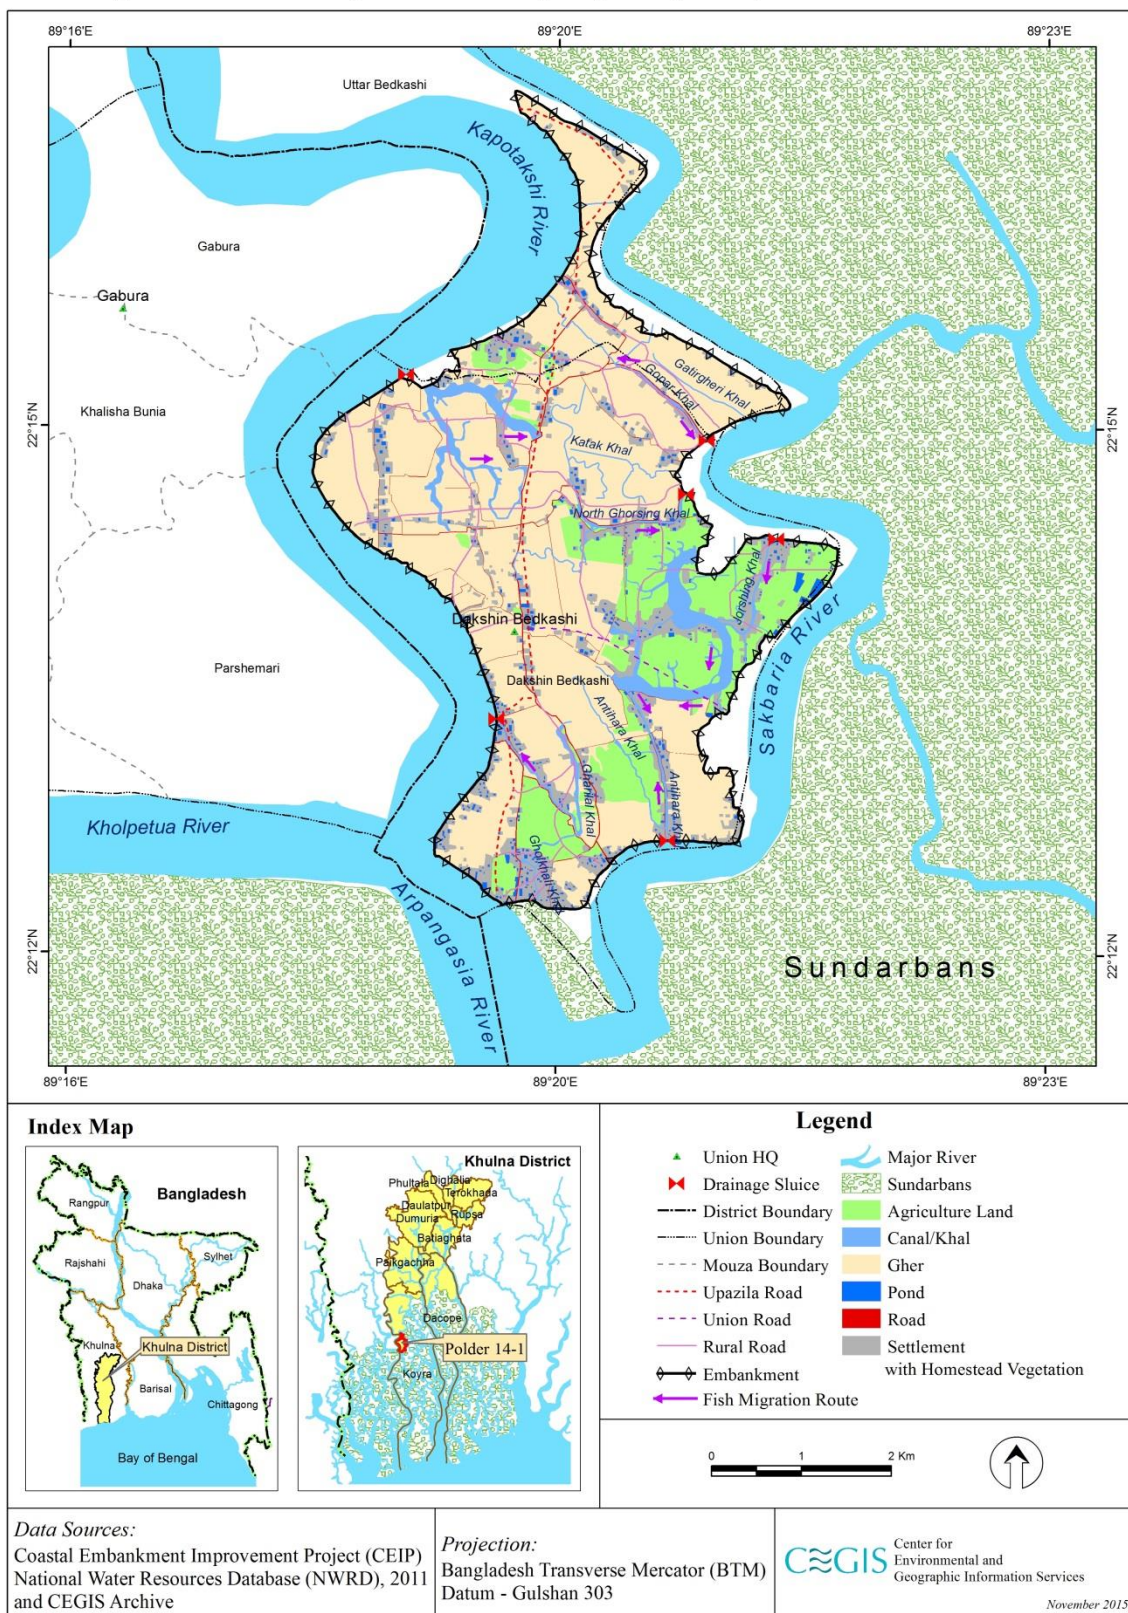 89°16'E
89°20'E
89°23'E
Uttar Bedkashi
Kapotakshi River
Gabura
Gabura
Gatirgheri Khal
Gopar Khal
Khalisha Bunia
22°15'N
22°15'N
Katak Khal
North Ghorsing Khal
Jorshing Khal
Dakshin Bedkashi
Parshemari
Dakshin Bedkashi
Sakbaria River
Antihara Khal
Gharilal Khal
Antihara Khal
Kholpetua River
Gholkhali Khal
Arpangasia River
22°12'N
22°12'N
Sundarbans
89°16'E
89°20'E
89°23'E
Index Map
Bangladesh
Rangpur
Rajshahi
Sylhet
Dhaka
Khulna
Khulna District
Barisal
Chittagong
Bay of Bengal
Khulna District
Dighalia
Phultala
Terokhada
Daulatpur
Dumuria
Rupsa
Batiaghata
Paikgachha
Dacope
Polder 14-1
Koyra
Legend
Union HQ
Drainage Sluice
District Boundary
Union Boundary
Mouza Boundary
Upazila Road
Union Road
Rural Road
Embankment
Fish Migration Route
Major River
Sundarbans
Agriculture Land
Canal/Khal
Gher
Pond
Road
Settlement
with Homestead Vegetation
0 1 2 Km
Data Sources:
Coastal Embankment Improvement Project (CEIP)
National Water Resources Database (NWRD), 2011
and CEGIS Archive
Projection:
Bangladesh Transverse Mercator (BTM)
Datum - Gulshan 303
CEGIS
Center for
Environmental and
Geographic Information Services
November 2015